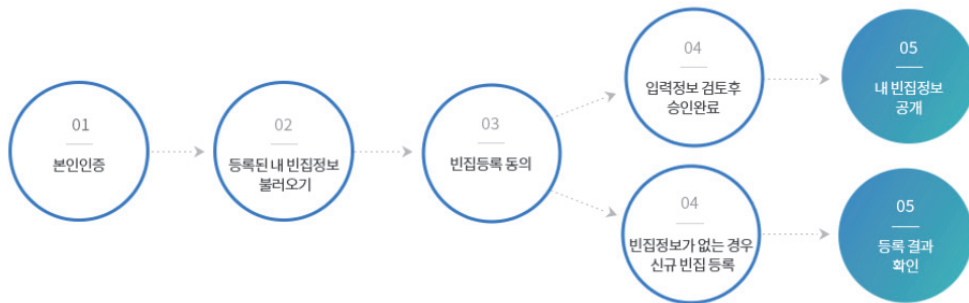 01
본인인증
02
등록된 내 빈집정보
불러오기
03
빈집등록 동의
04
입력정보 검토후
승인완료
05
내 빈집정보
공개
04
빈집정보가 없는 경우
신규 빈집 등록
05
등록 결과
확인